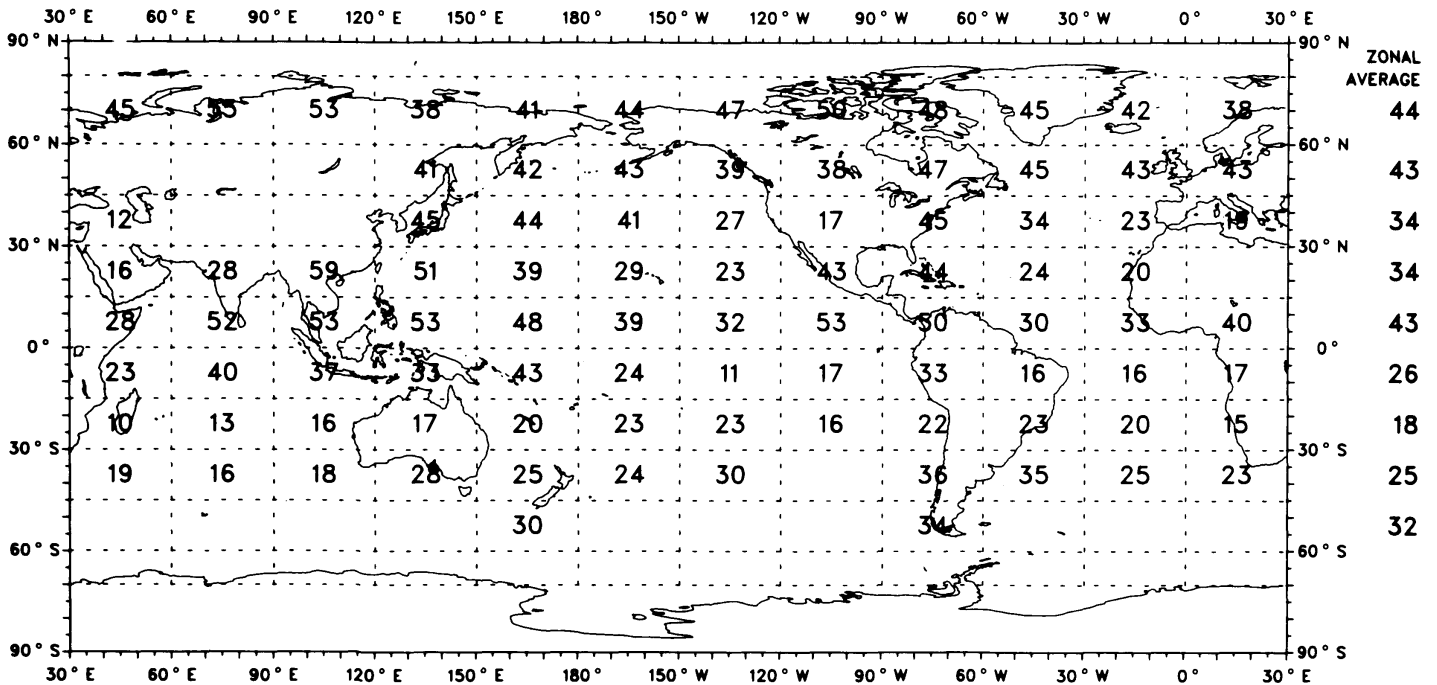 30° E 60° E 90° E 120° E 150° E 180° 150° W 120° W 90° W 60° W 30° W 0° 30° E
90° N 90° N
ZONAL
AVERAGE
45 53 38 41 44 47 50 48 45 42 38 44
60° N 60° N
41 42 43 39 38 47 45 43 43 43
12 45 44 41 27 17 45 34 23 34
30° N 30° N
16 28 59 51 39 29 23 43 44 24 20 34
28 52 53 53 48 39 32 53 30 30 33 40 43
0° 0°
23 40 37 33 43 24 11 17 33 16 16 17 26
10 13 16 17 20 23 23 16 22 23 20 15 18
30° S 30° S
19 16 18 28 25 24 30 36 35 25 23 25
30 34 32
60° S 60° S
90° S 90° S
30° E 60° E 90° E 120° E 150° E 180° 150° W 120° W 90° W 60° W 30° W 0° 30° E